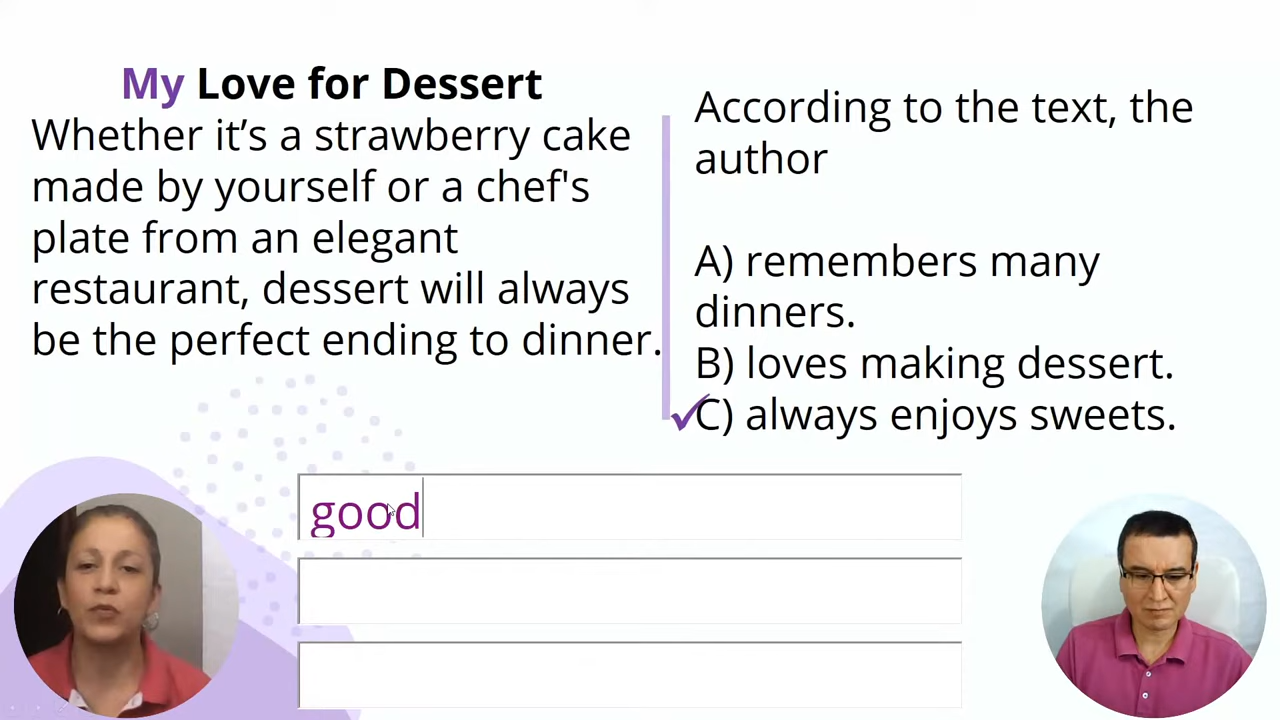 My Love for Dessert
Whether it’s a strawberry cake
made by yourself or a chef's
plate from an elegant
restaurant, dessert will always
be the perfect ending to dinner.
According to the text, the
author
A) remembers many
dinners.
B) loves making dessert.
C) always enjoys sweets.
good